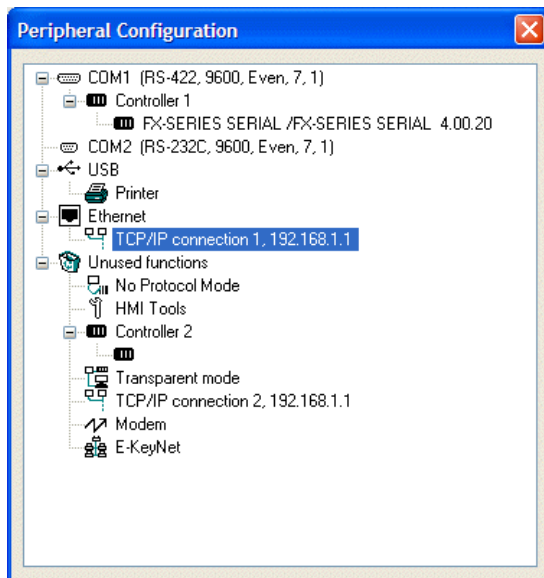 Peripheral Configuration
COM1 (RS-422, 9600, Even, 7, 1)
Controller 1
FX-SERIES SERIAL /FX-SERIES SERIAL 4.00.20
COM2 (RS-232C, 9600, Even, 7, 1)
USB
Printer
Ethernet
TCP/IP connection 1, 192.168.1.1
Unused functions
No Protocol Mode
HMI Tools
Controller 2
Transparent mode
TCP/IP connection 2, 192.168.1.1
Modem
E-KeyNet